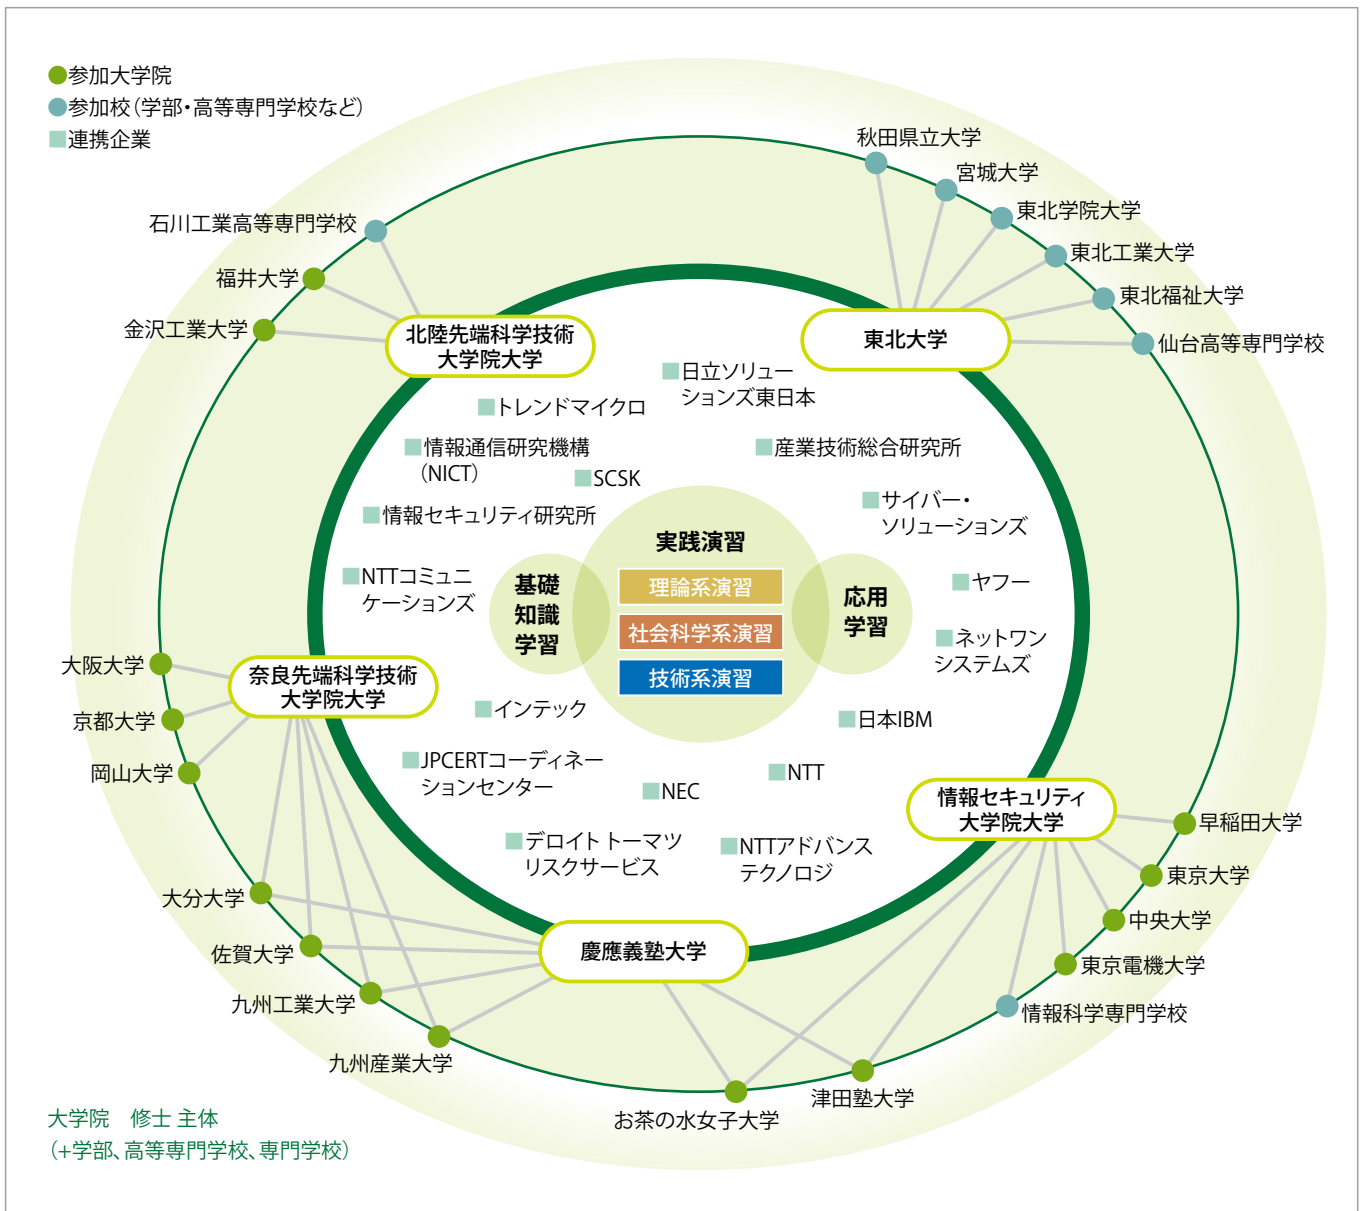 参加大学院
参加校(学部・高等専門学校など)
連携企業
秋田県立大学
宮城大学
東北学院大学
東北工業大学
東北福祉大学
仙台高等専門学校
石川工業高等専門学校
福井大学
金沢工業大学
北陸先端科学技術
大学院大学
東北大学
日立ソリュー
ションズ東日本
トレンドマイクロ
情報通信研究機構
(NICT)
産業技術総合研究所
SCSK
サイバー・
ソリューションズ
情報セキュリティ研究所
実践演習
理論系演習
社会科学系演習
技術系演習
基礎
知識
学習
応用
学習
NTTコミュニ
ケーションズ
ヤフー
ネットワン
システムズ
大阪大学
京都大学
岡山大学
奈良先端科学技術
大学院大学
インテック
日本IBM
JPCERTコーディネー
ションセンター
NEC
NTT
デロイト トーマツ
リスクサービス
NTTアドバンス
テクノロジ
情報セキュリティ
大学院大学
早稲田大学
東京大学
中央大学
東京電機大学
情報科学専門学校
大分大学
佐賀大学
九州工業大学
九州産業大学
慶應義塾大学
お茶の水女子大学
津田塾大学
大学院 修士 主体
(+学部、高等専門学校、専門学校)